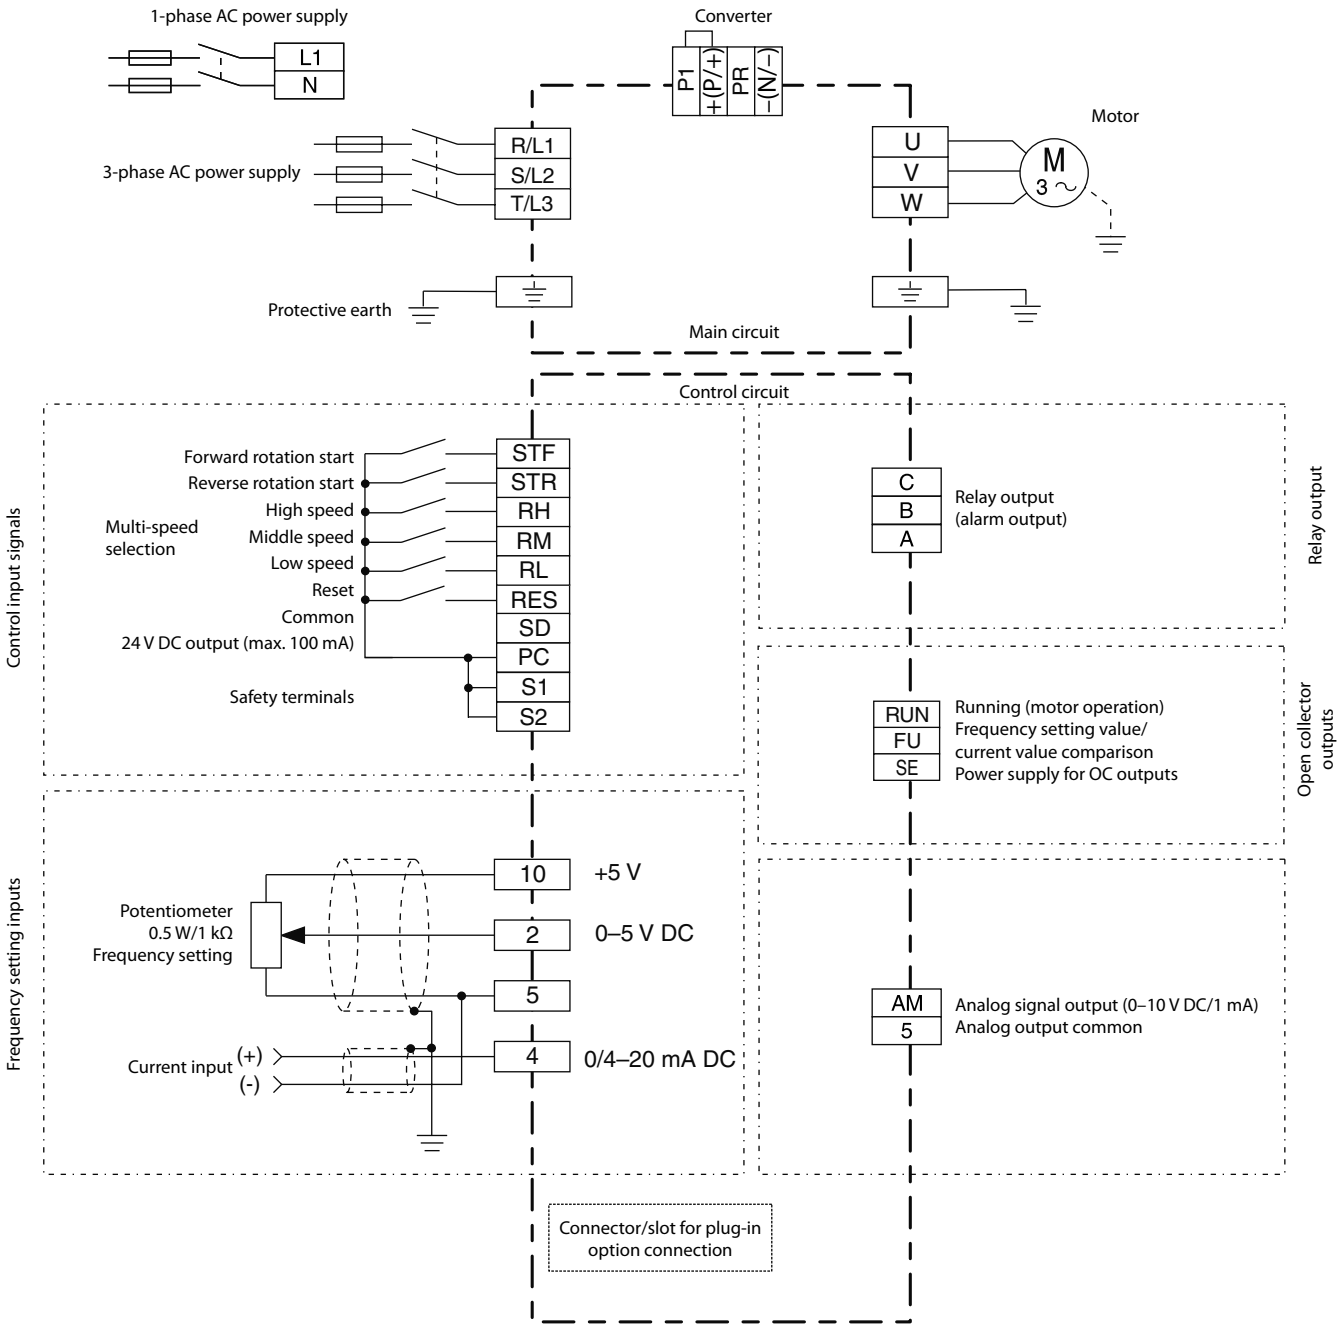 1-phase AC power supply
L1
N
Converter
P1
+(P/+)
PR
–(N/–)
3-phase AC power supply
R/L1
S/L2
T/L3
U
V
W
Motor
M
3 ~
Protective earth
Main circuit
Control circuit
Control input signals
Multi-speed
selection
Forward rotation start
Reverse rotation start
High speed
Middle speed
Low speed
Reset
Common
24 V DC output (max. 100 mA)
Safety terminals
STF
STR
RH
RM
RL
RES
SD
PC
S1
S2
C
B
A
Relay output
(alarm output)
Relay output
RUN
FU
SE
Running (motor operation)
Frequency setting value/
current value comparison
Power supply for OC outputs
Open collector
outputs
Frequency setting inputs
Potentiometer
0.5 W/1 kΩ
Frequency setting
10
+5 V
2
0–5 V DC
5
Current input
(+)
(-)
4
0/4–20 mA DC
AM
5
Analog signal output (0–10 V DC/1 mA)
Analog output common
Connector/slot for plug-in
option connection